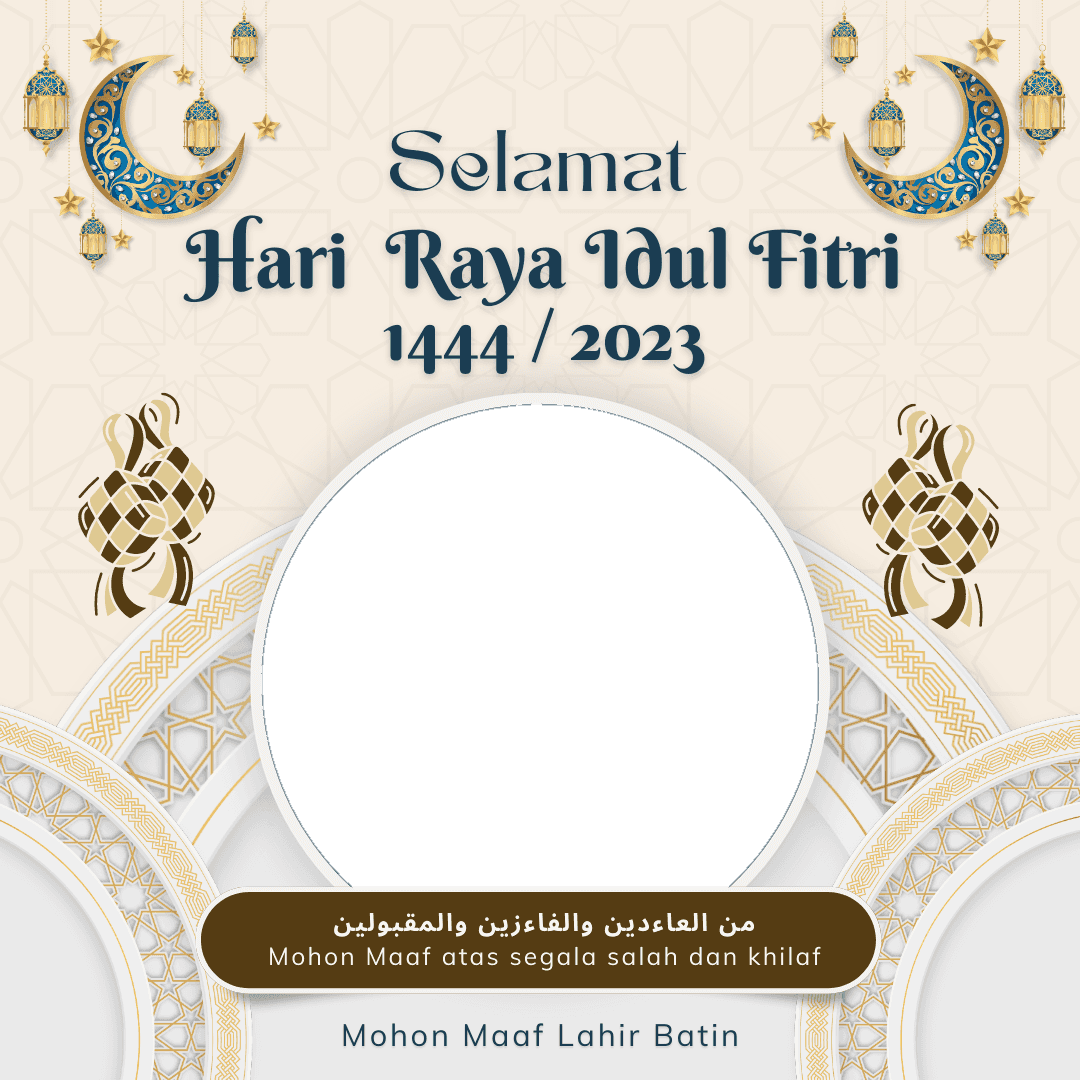 Selamat
Hari Raya Idul Fitri
1444 / 2023
من العاءدين والفاءزين والمقبولين
Mohon Maaf atas segala salah dan khilaf
Mohon Maaf Lahir Batin